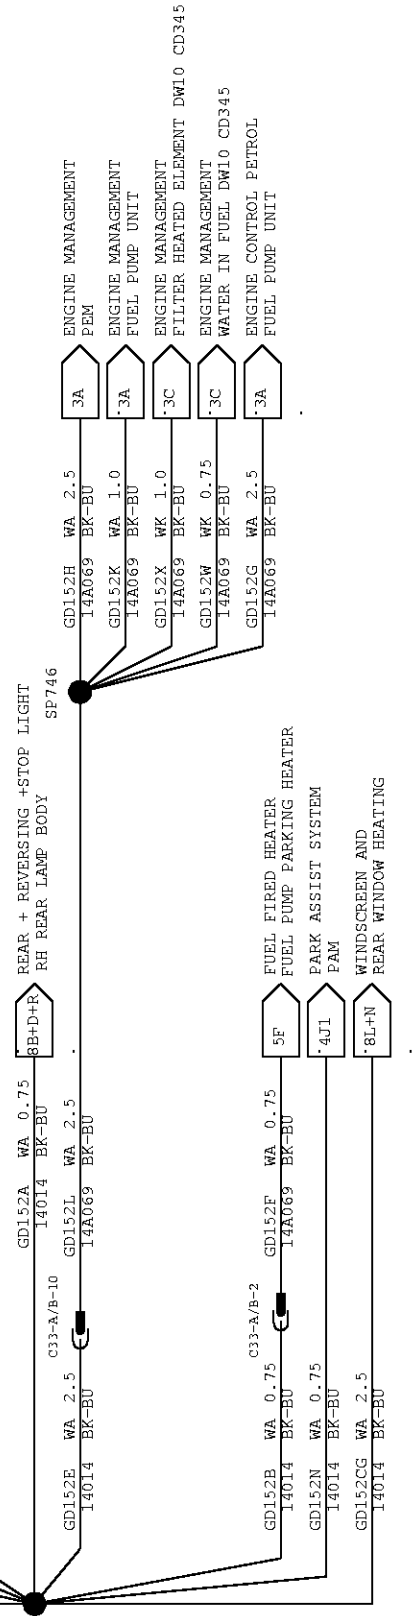 GD152A WA 0.75
14014 BK-BU
8B+D+R
REAR + REVERSING +STOP LIGHT
RH REAR LAMP BODY
GD152E WA 2.5
14014 BK-BU
C33-A/B-10
GD152L WA 2.5
14A069 BK-BU
SP746
GD152H WA 2.5
14A069 BK-BU
3A
ENGINE MANAGEMENT
PEM
GD152K WA 1.0
14A069 BK-BU
3A
ENGINE MANAGEMENT
FUEL PUMP UNIT
GD152X WK 1.0
14A069 BK-BU
3C
ENGINE MANAGEMENT
FILTER HEATED ELEMENT DW10 CD345
GD152W WK 0.75
14A069 BK-BU
3C
ENGINE MANAGEMENT
WATER IN FUEL DW10 CD345
GD152G WA 2.5
14A069 BK-BU
3A
ENGINE CONTROL PETROL
FUEL PUMP UNIT
GD152B WA 0.75
14014 BK-BU
C33-A/B-2
GD152F WA 0.75
14A069 BK-BU
5F
FUEL FIRED HEATER
FUEL PUMP PARKING HEATER
GD152N WA 0.75
14014 BK-BU
4J1
PARK ASSIST SYSTEM
PAM
GD152CG WA 2.5
14014 BK-BU
8L+N
WINDSCREEN AND
REAR WINDOW HEATING